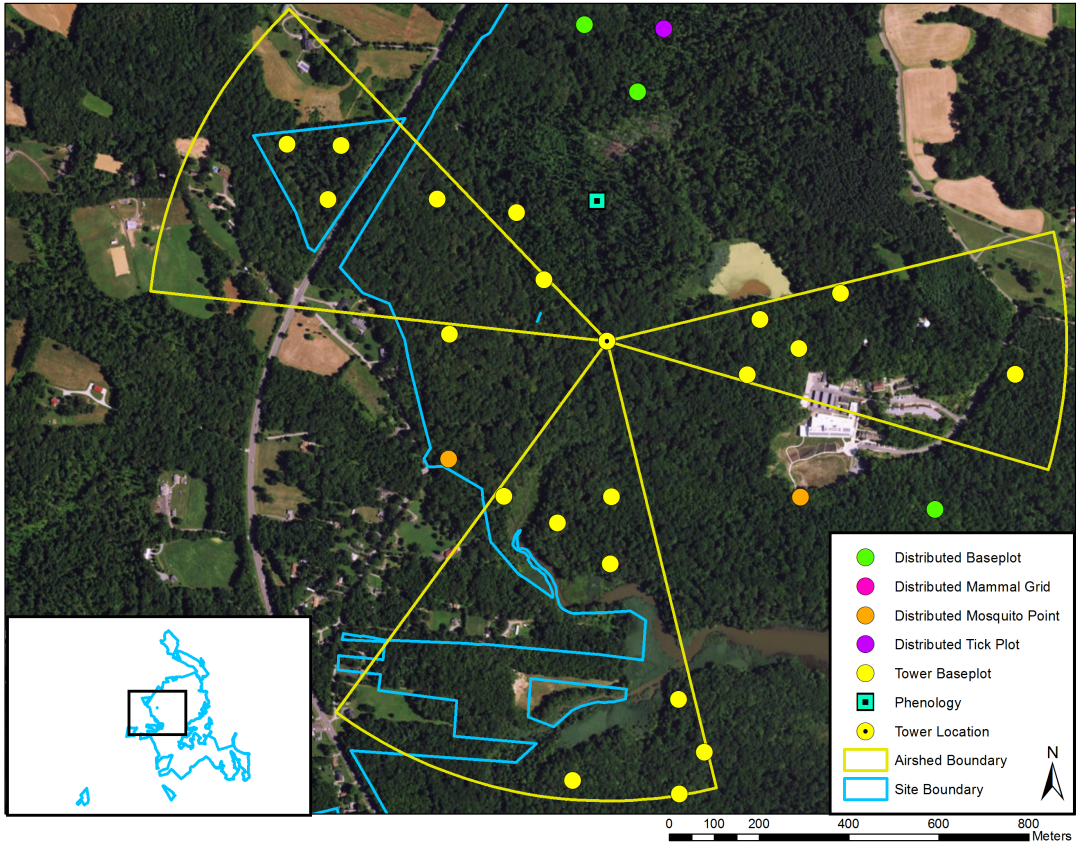 Distributed Baseplot
Distributed Mammal Grid
Distributed Mosquito Point
Distributed Tick Plot
Tower Baseplot
Phenology
Tower Location
Airshed Boundary
Site Boundary
N
0 100 200 400 600 800
Meters